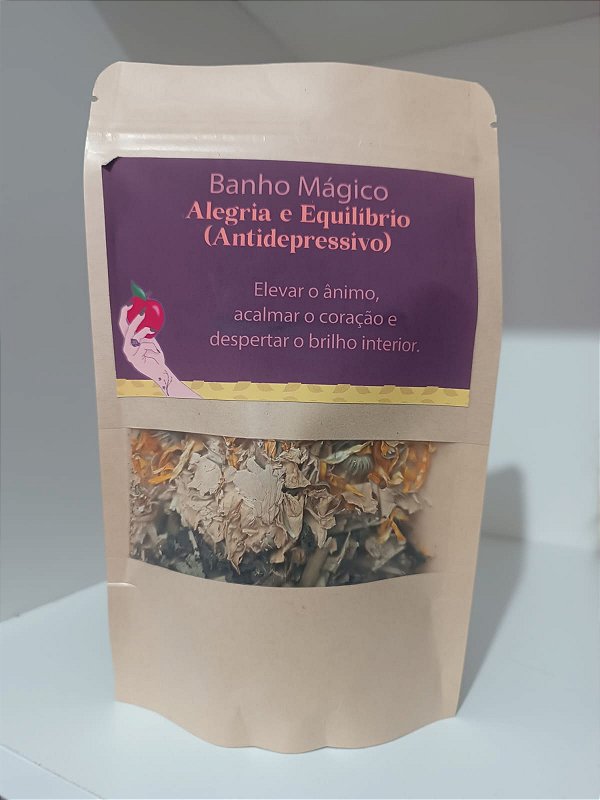 Banho Mágico
Alegria e Equilíbrio
(Antidepressivo)
Elevar o ânimo,
acalmar o coração e
despertar o brilho interior.